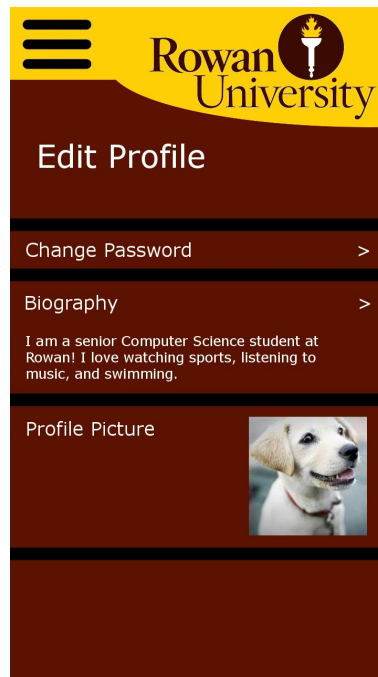 Rowan
University
Edit Profile
Change Password >
Biography >
I am a senior Computer Science student at
Rowan! I love watching sports, listening to
music, and swimming.
Profile Picture